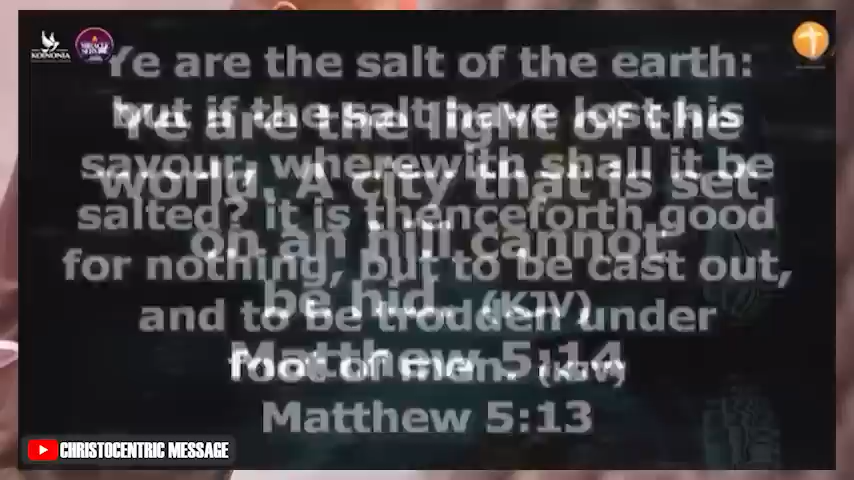 KOINONIA
MIRACLE
SERVICE
Ye are the salt of the earth:
but if the salt have lost his
savour, wherewith shall it be
salted? it is thenceforth good
for nothing, but to be cast out,
and to be trodden under
foot of men. (KJV)
Matthew 5:13
Ye are the light of the
world. A city that is set
on an hill cannot
be hid. (KJV)
Matthew 5:14
CHRISTOCENTRIC MESSAGE